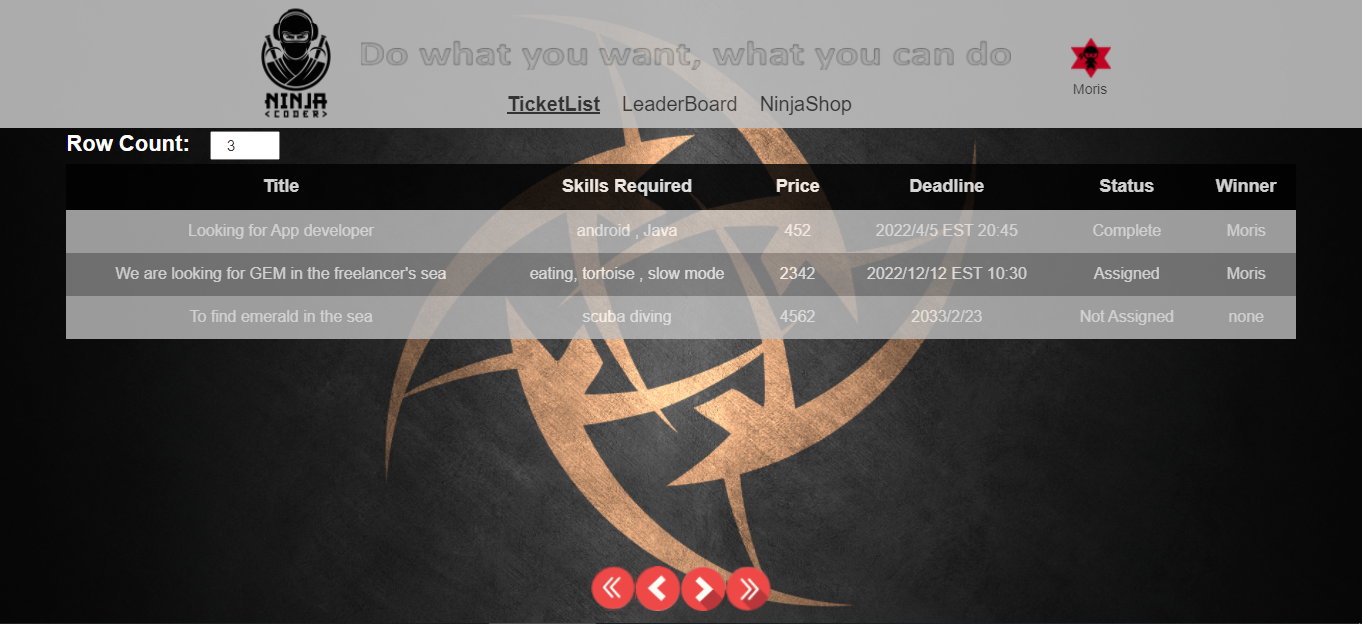 Do what you want, what you can do
NINJA
<CODER>
Moris
TicketList LeaderBoard NinjaShop
Row Count: 3
Title Skills Required Price Deadline Status Winner
Looking for App developer android , Java 452 2022/4/5 EST 20:45 Complete Moris
We are looking for GEM in the freelancer's sea eating, tortoise , slow mode 2342 2022/12/12 EST 10:30 Assigned Moris
To find emerald in the sea scuba diving 4562 2033/2/23 Not Assigned none